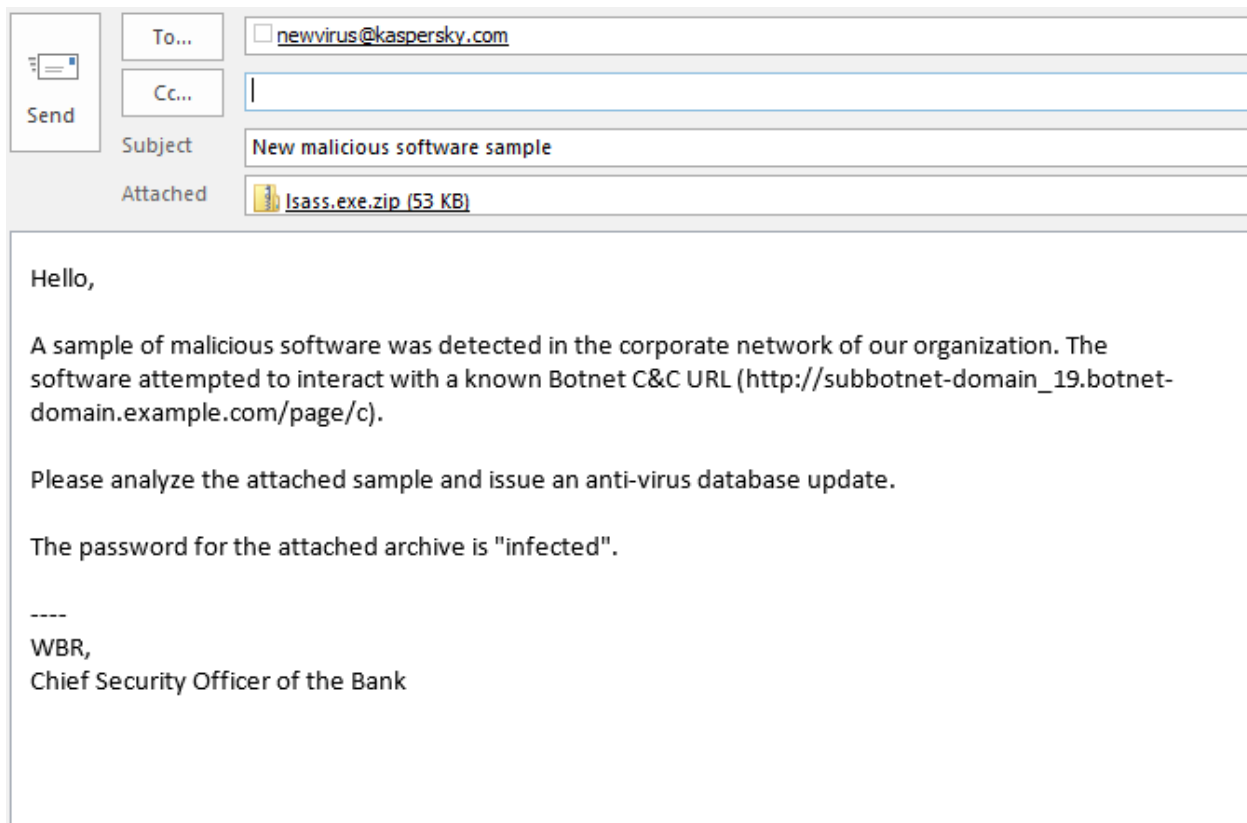 To... newvirus@kaspersky.com
Cc...
Send
Subject New malicious software sample
Attached lsass.exe.zip (53 KB)
Hello,
A sample of malicious software was detected in the corporate network of our organization. The
software attempted to interact with a known Botnet C&C URL (http://subbotnet-domain_19.botnet-
domain.example.com/page/c).
Please analyze the attached sample and issue an anti-virus database update.
The password for the attached archive is "infected".
----
WBR,
Chief Security Officer of the Bank